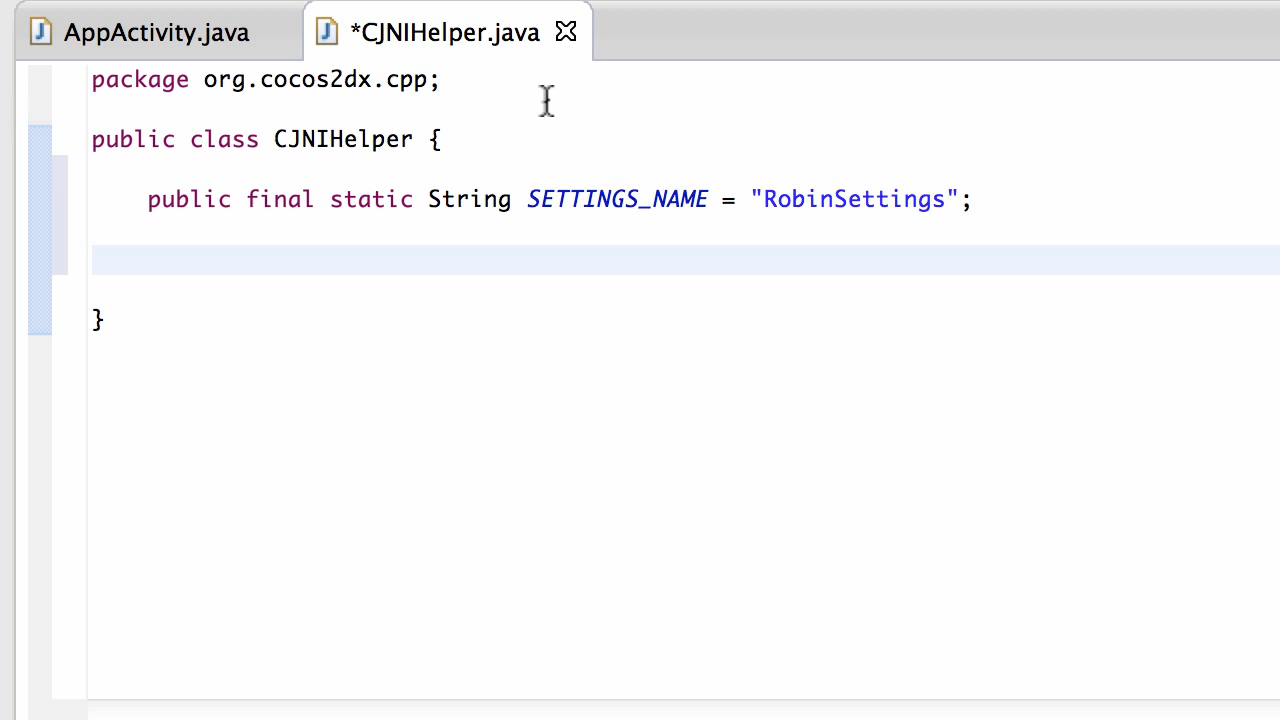 AppActivity.java
*CJNIHelper.java
package org.cocos2dx.cpp;
public class CJNIHelper {
public final static String SETTINGS_NAME = "RobinSettings";
}